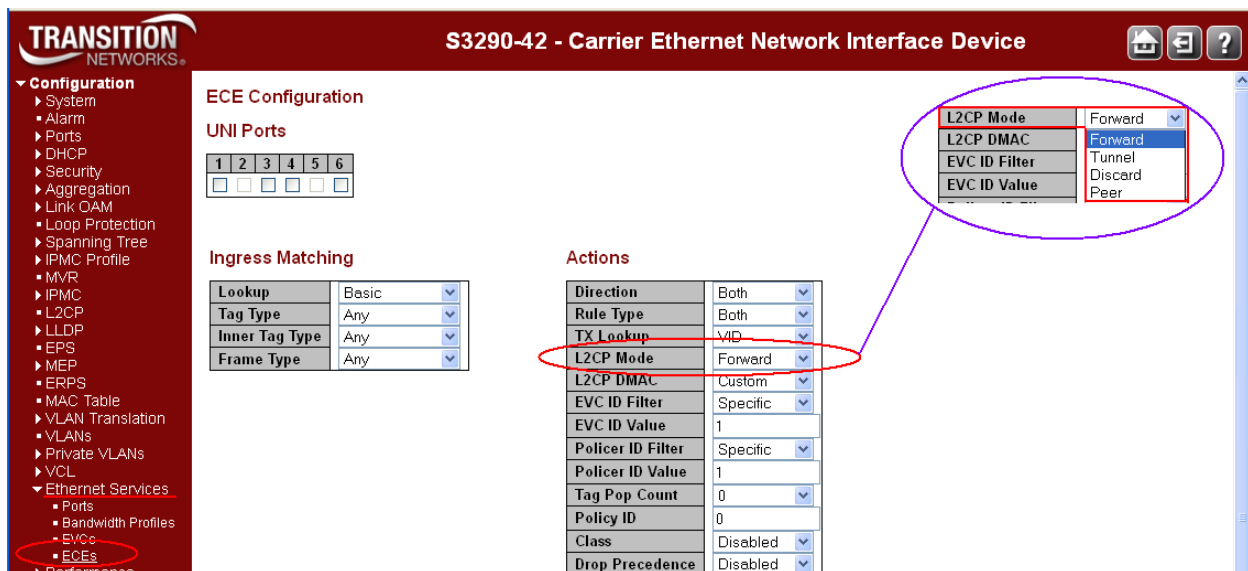 TRANSITION
NETWORKS®
S3290-42 - Carrier Ethernet Network Interface Device
?
Configuration
System
Alarm
Ports
DHCP
Security
Aggregation
Link OAM
Loop Protection
Spanning Tree
IPMC Profile
MVR
IPMC
L2CP
LLDP
EPS
MEP
ERPS
MAC Table
VLAN Translation
VLANs
Private VLANs
VCL
Ethernet Services
Ports
Bandwidth Profiles
EVCs
ECEs
Performance
ECE Configuration
UNI Ports
1 2 3 4 5 6
Ingress Matching
Lookup Basic
Tag Type Any
Inner Tag Type Any
Frame Type Any
Actions
Direction Both
Rule Type Both
TX Lookup VID
L2CP Mode Forward
L2CP DMAC Custom
EVC ID Filter Specific
EVC ID Value 1
Policer ID Filter Specific
Policer ID Value 1
Tag Pop Count 0
Policy ID 0
Class Disabled
Drop Precedence Disabled
L2CP Mode Forward
L2CP DMAC Forward
EVC ID Filter Tunnel
EVC ID Value Discard
Peer